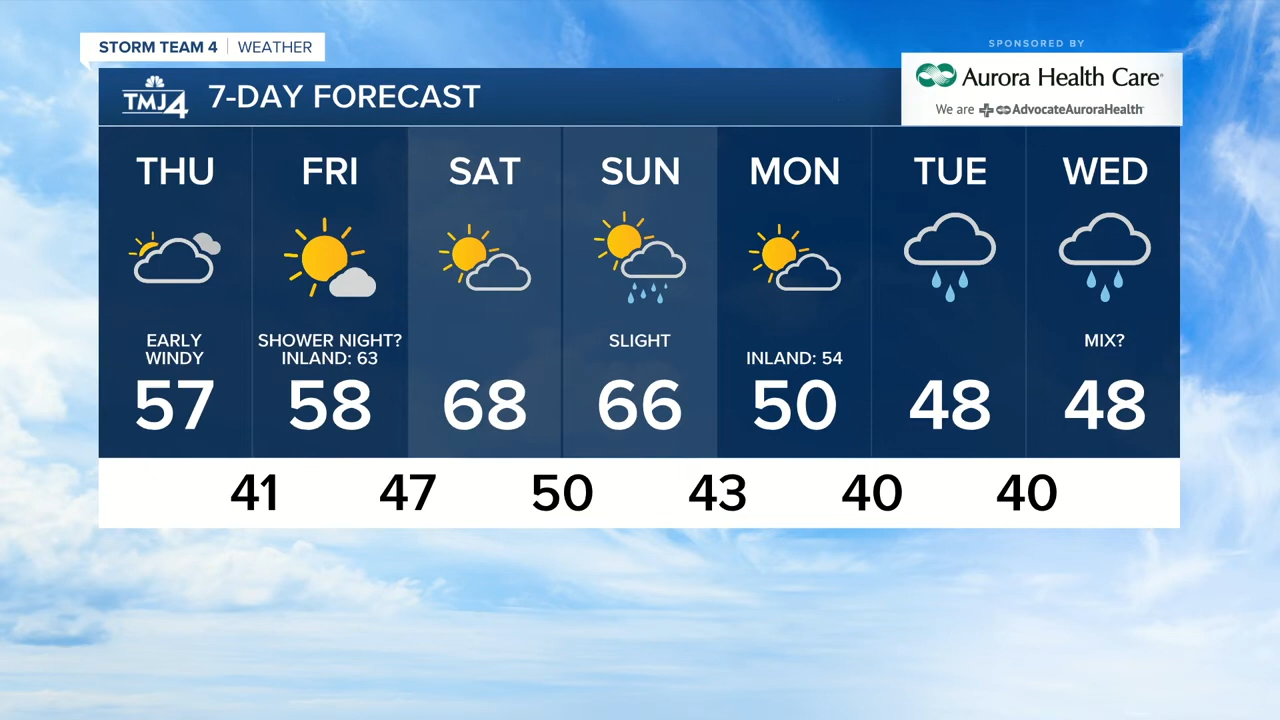 STORM TEAM 4 | WEATHER
SPONSORED BY
Aurora Health Care®
We are AdvocateAuroraHealth
TMJ4
7-DAY FORECAST
THU FRI SAT SUN MON TUE WED
EARLY
WINDY
57
SHOWER NIGHT?
INLAND: 63
58
68
SLIGHT
66
INLAND: 54
50
48
MIX?
48
41 47 50 43 40 40